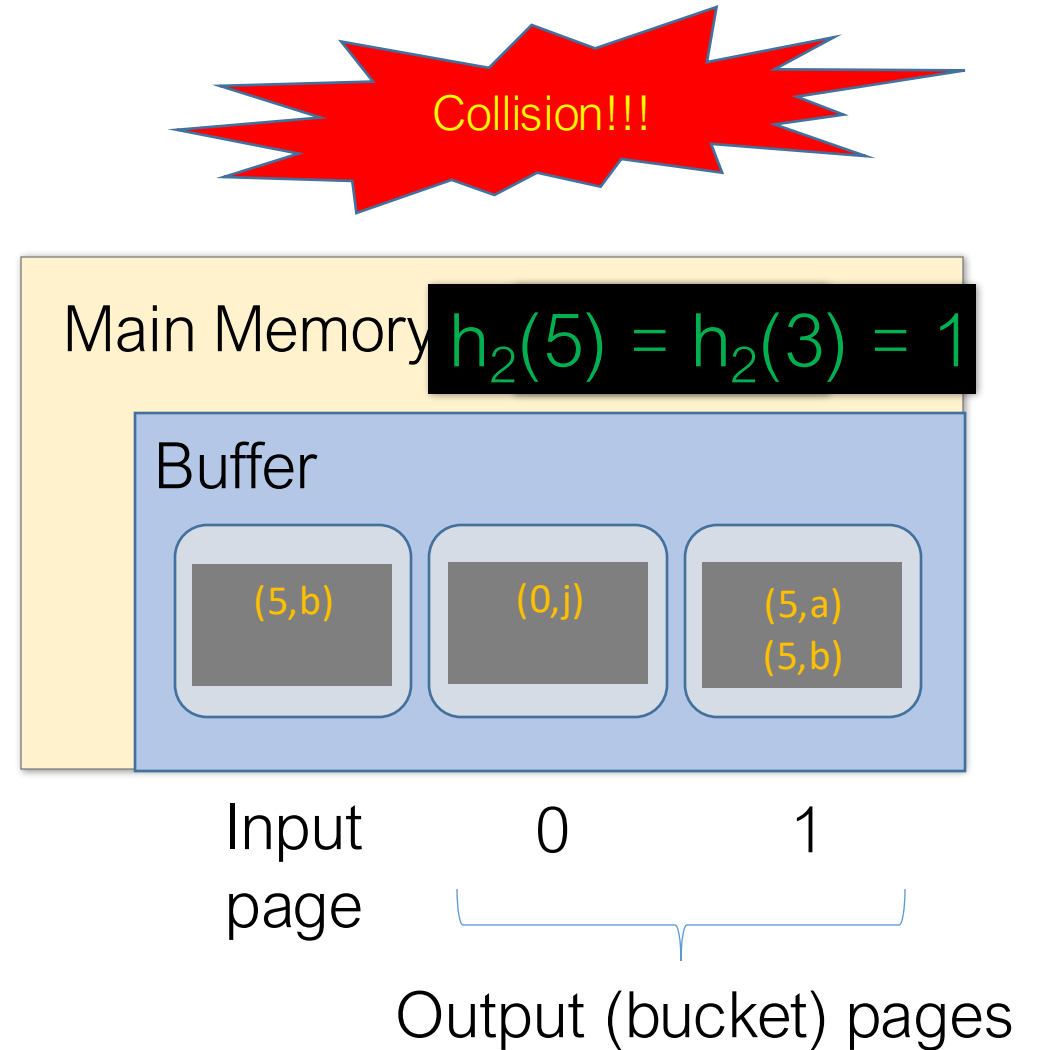 Collision!!!
Main Memory
h₂(5) = h₂(3) = 1
Buffer
(5,b)
(0,j)
(5,a)
(5,b)
Input
page
0
1
Output (bucket) pages